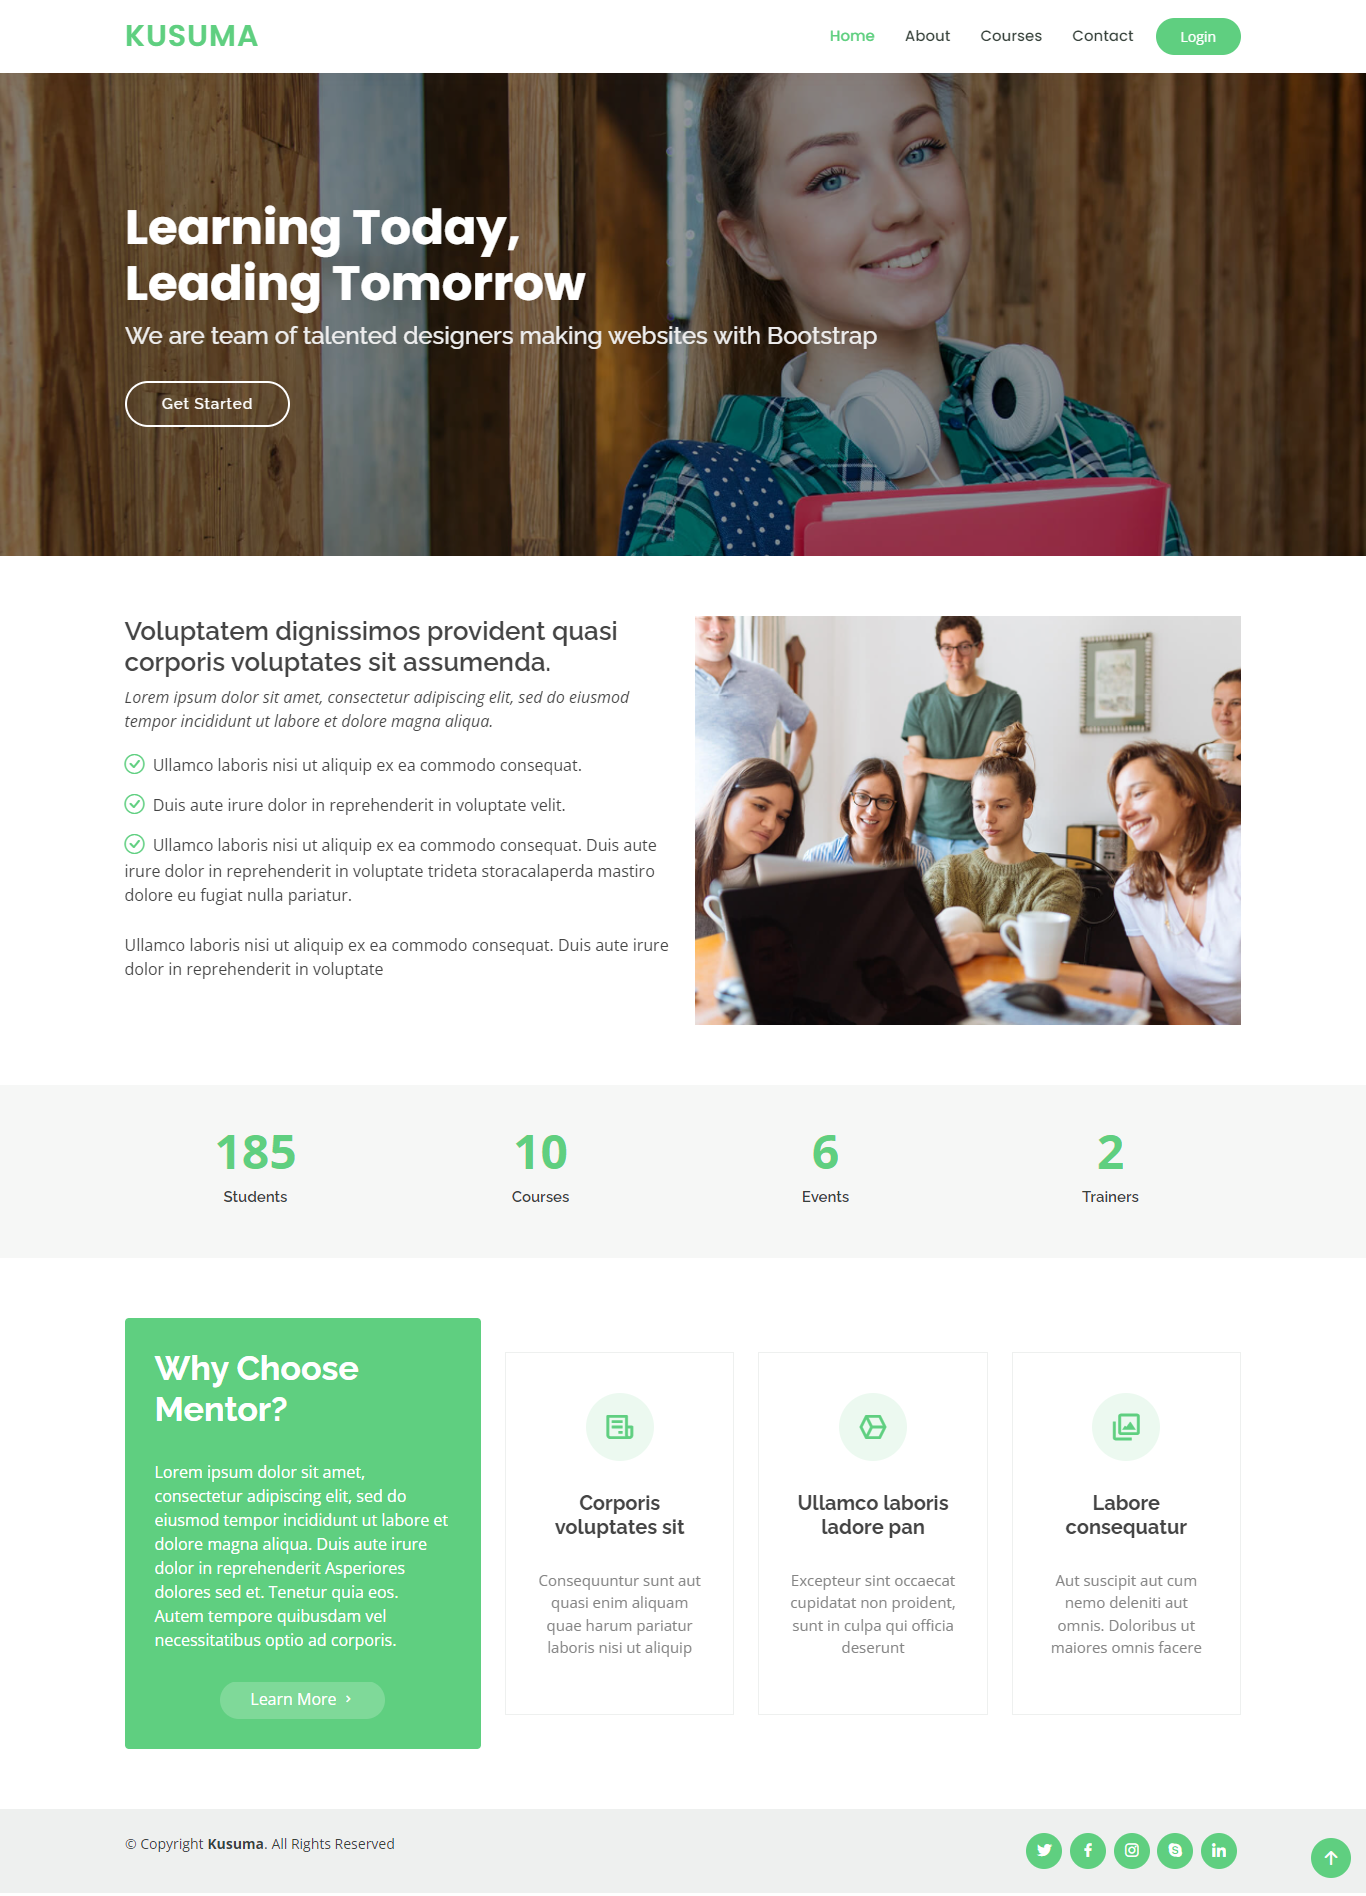 KUSUMA
Home About Courses Contact Login
Learning Today,
Leading Tomorrow
We are team of talented designers making websites with Bootstrap
Get Started
Voluptatem dignissimos provident quasi
corporis voluptates sit assumenda.
Lorem ipsum dolor sit amet, consectetur adipiscing elit, sed do eiusmod
tempor incididunt ut labore et dolore magna aliqua.
Ullamco laboris nisi ut aliquip ex ea commodo consequat.
Duis aute irure dolor in reprehenderit in voluptate velit.
Ullamco laboris nisi ut aliquip ex ea commodo consequat. Duis aute
irure dolor in reprehenderit in voluptate trideta storacalaperda mastiro
dolore eu fugiat nulla pariatur.
Ullamco laboris nisi ut aliquip ex ea commodo consequat. Duis aute irure
dolor in reprehenderit in voluptate
185
Students
10
Courses
6
Events
2
Trainers
Why Choose
Mentor?
Lorem ipsum dolor sit amet,
consectetur adipiscing elit, sed do
eiusmod tempor incididunt ut labore et
dolore magna aliqua. Duis aute irure
dolor in reprehenderit Asperiores
dolores sed et. Tenetur quia eos.
Autem tempore quibusdam vel
necessitatibus optio ad corporis.
Learn More
Corporis
voluptates sit
Consequuntur sunt aut
quasi enim aliquam
quae harum pariatur
laboris nisi ut aliquip
Ullamco laboris
ladore pan
Excepteur sint occaecat
cupidatat non proident,
sunt in culpa qui officia
deserunt
Labore
consequatur
Aut suscipit aut cum
nemo deleniti aut
omnis. Doloribus ut
maiores omnis facere
© Copyright Kusuma. All Rights Reserved